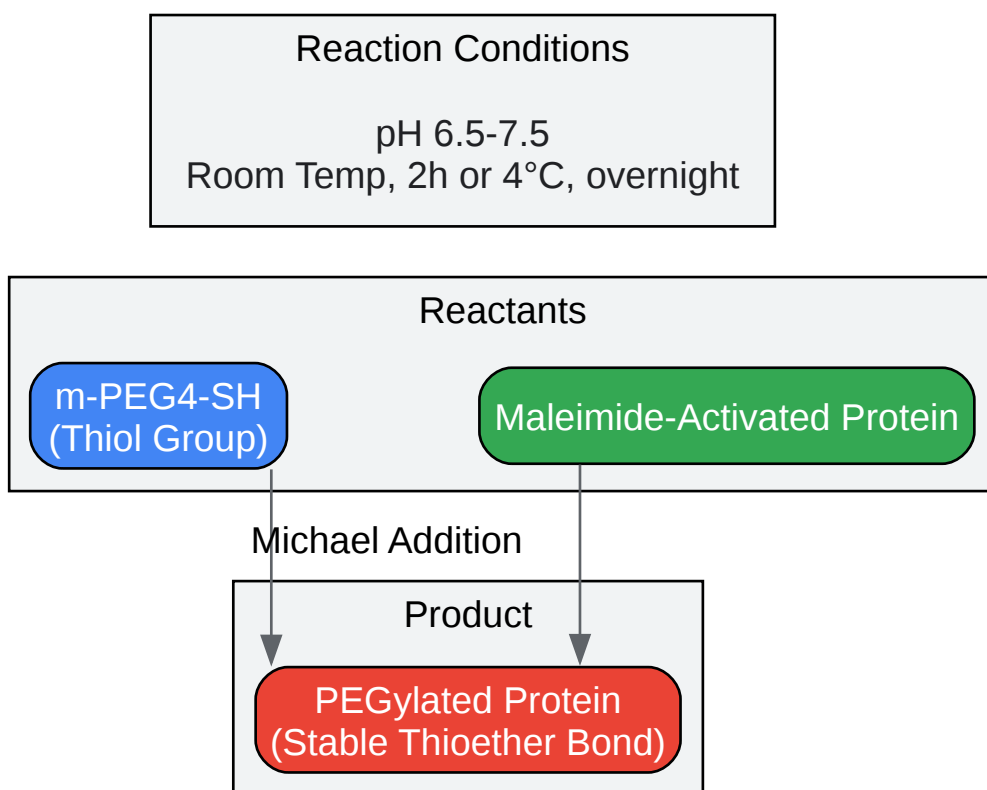 Reaction Conditions
pH 6.5-7.5
Room Temp, 2h or 4°C, overnight
Reactants
m-PEG4-SH
(Thiol Group)
Maleimide-Activated Protein
Michael Addition
Product
PEGylated Protein
(Stable Thioether Bond)